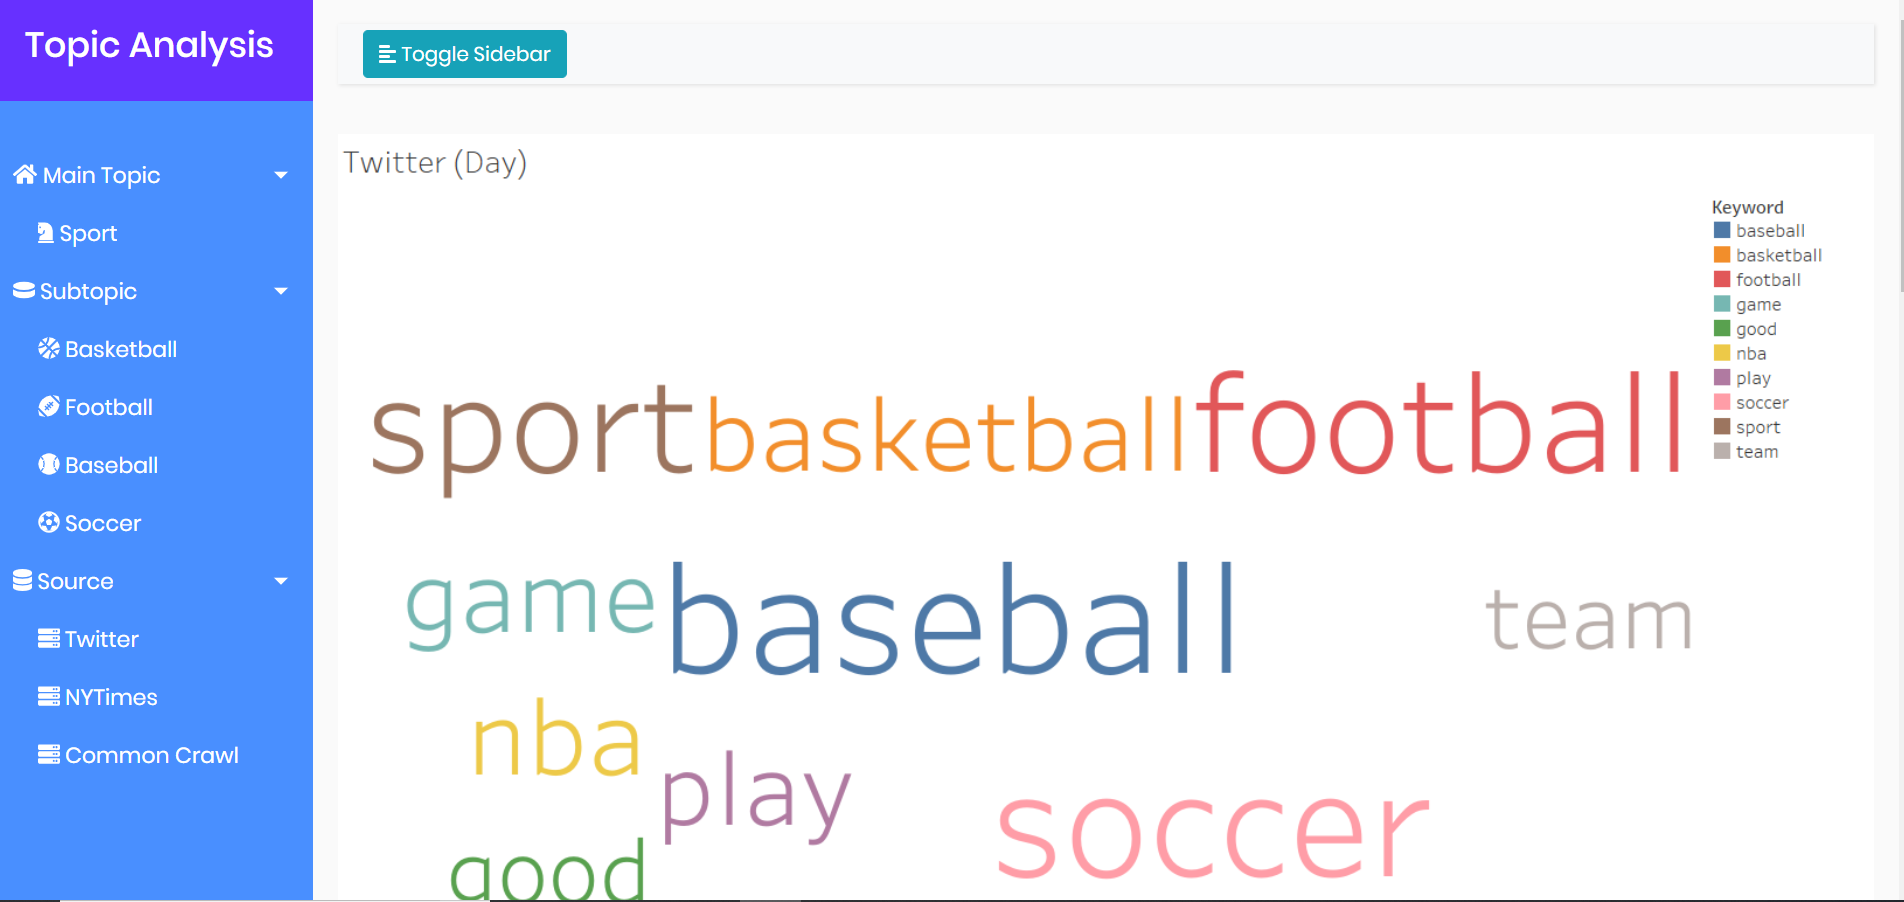 Topic Analysis
Main Topic
Sport
Subtopic
Basketball
Football
Baseball
Soccer
Source
Twitter
NYTimes
Common Crawl
Toggle Sidebar
Twitter (Day)
Keyword
baseball
basketball
football
game
good
nba
play
soccer
sport
team
sport basketball football
game baseball team
nba
play
soccer
good